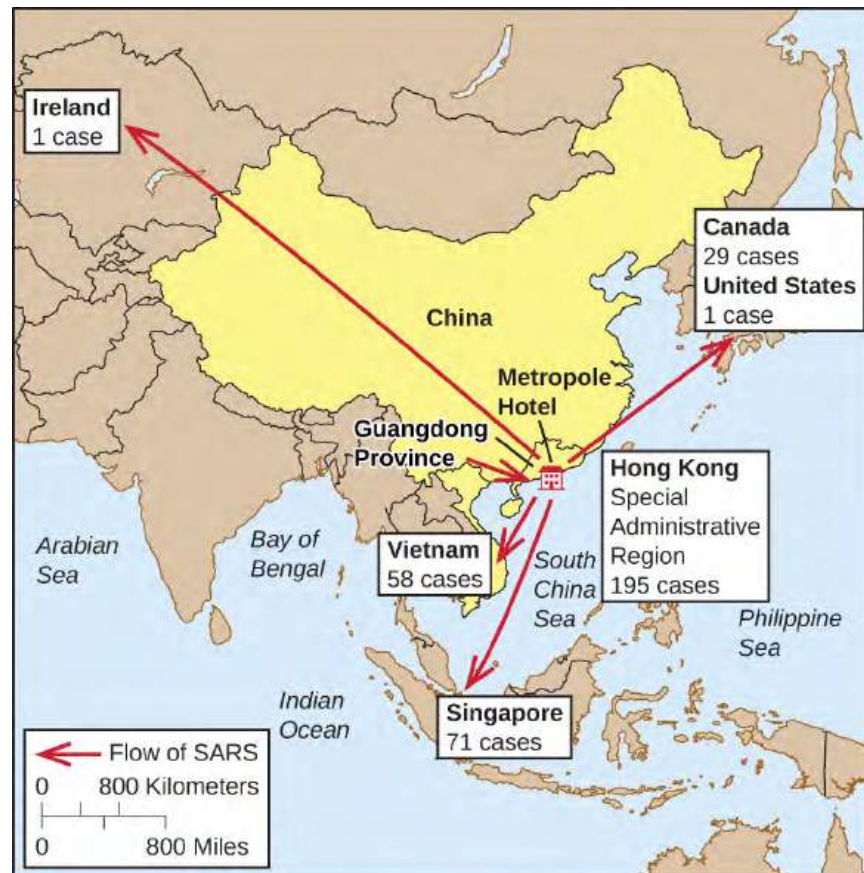 Ireland
1 case
Canada
29 cases
United States
1 case
China
Metropole
Hotel
Guangdong
Province
Hong Kong
Special
Administrative
Region
195 cases
Arabian
Sea
Bay of
Bengal
Vietnam
58 cases
South
China
Sea
Philippine
Sea
Indian
Ocean
Singapore
71 cases
Flow of SARS
0 800 Kilometers
0 800 Miles